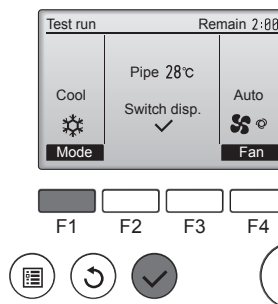 Test run Remain 2:00
Pipe 28℃
Cool Auto
Switch disp.
Mode Fan
F1 F2 F3 F4